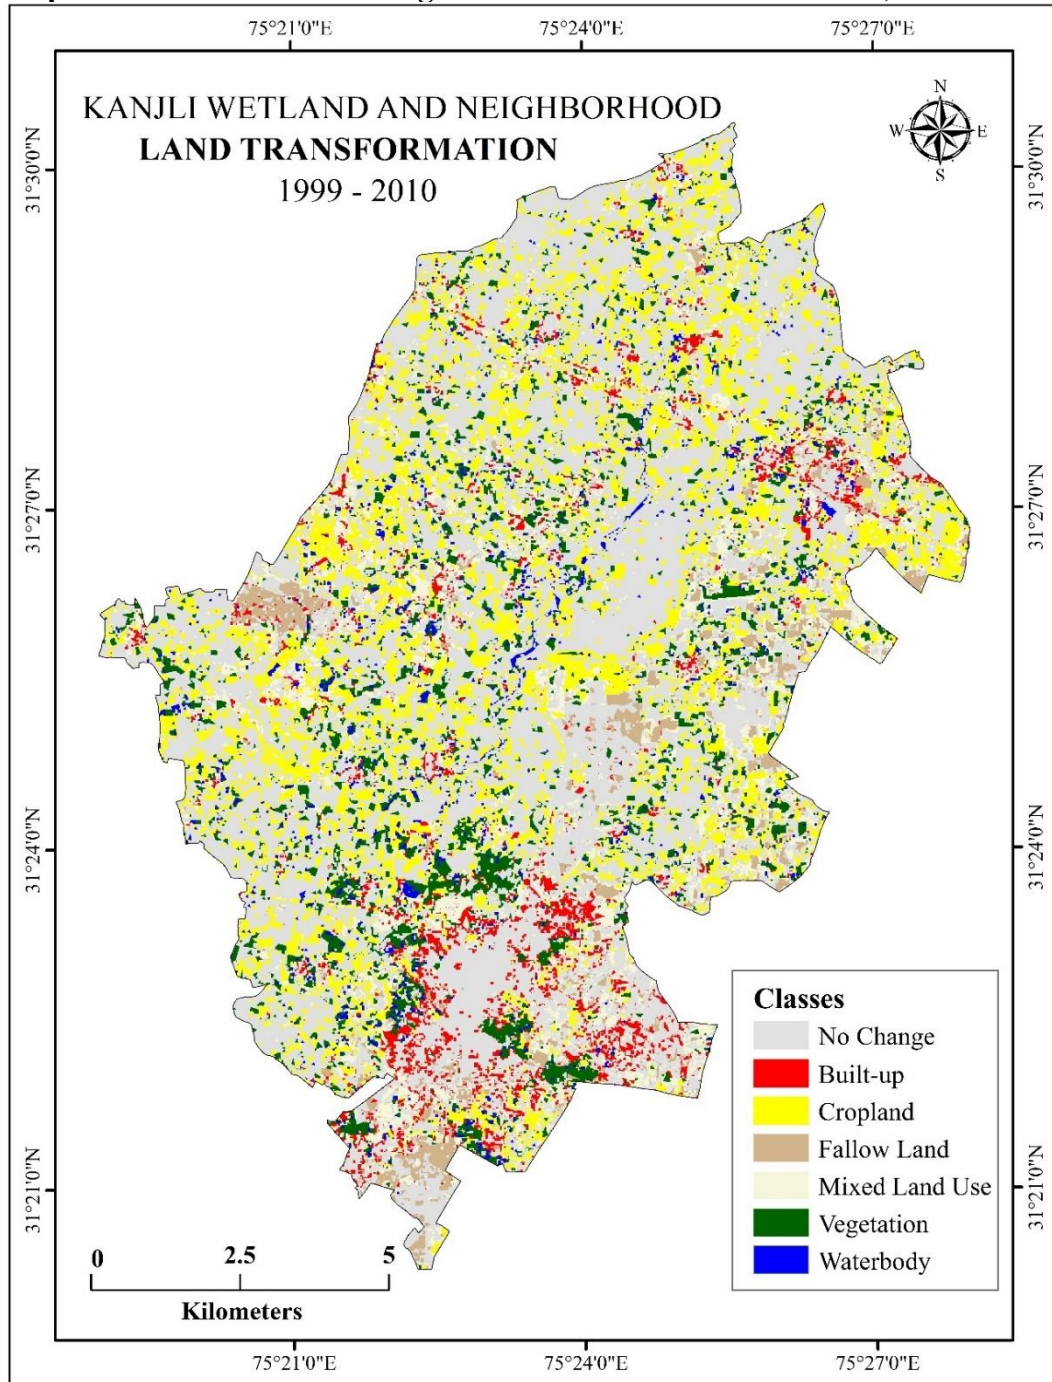 75°21'0"E 75°24'0"E 75°27'0"E
KANJLI WETLAND AND NEIGHBORHOOD
LAND TRANSFORMATION
1999 - 2010
N
W E
S
31°30'0"N 31°30'0"N
31°27'0"N 31°27'0"N
31°24'0"N 31°24'0"N
31°21'0"N 31°21'0"N
Classes
No Change
Built-up
Cropland
Fallow Land
Mixed Land Use
Vegetation
Waterbody
0 2.5 5
Kilometers
75°21'0"E 75°24'0"E 75°27'0"E